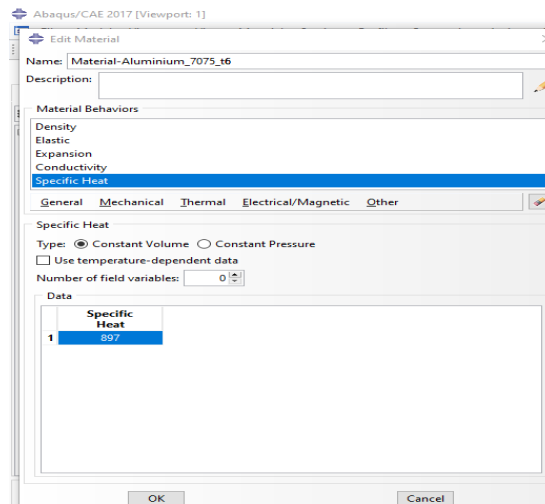 Abaqus/CAE 2017 [Viewport: 1]
Edit Material
Name: Material-Aluminium_7075_t6
Description:
Material Behaviors
Density
Elastic
Expansion
Conductivity
Specific Heat
General Mechanical Thermal Electrical/Magnetic Other
Specific Heat
Type: Constant Volume Constant Pressure
Use temperature-dependent data
Number of field variables: 0
Data
Specific
Heat
1 897
OK Cancel